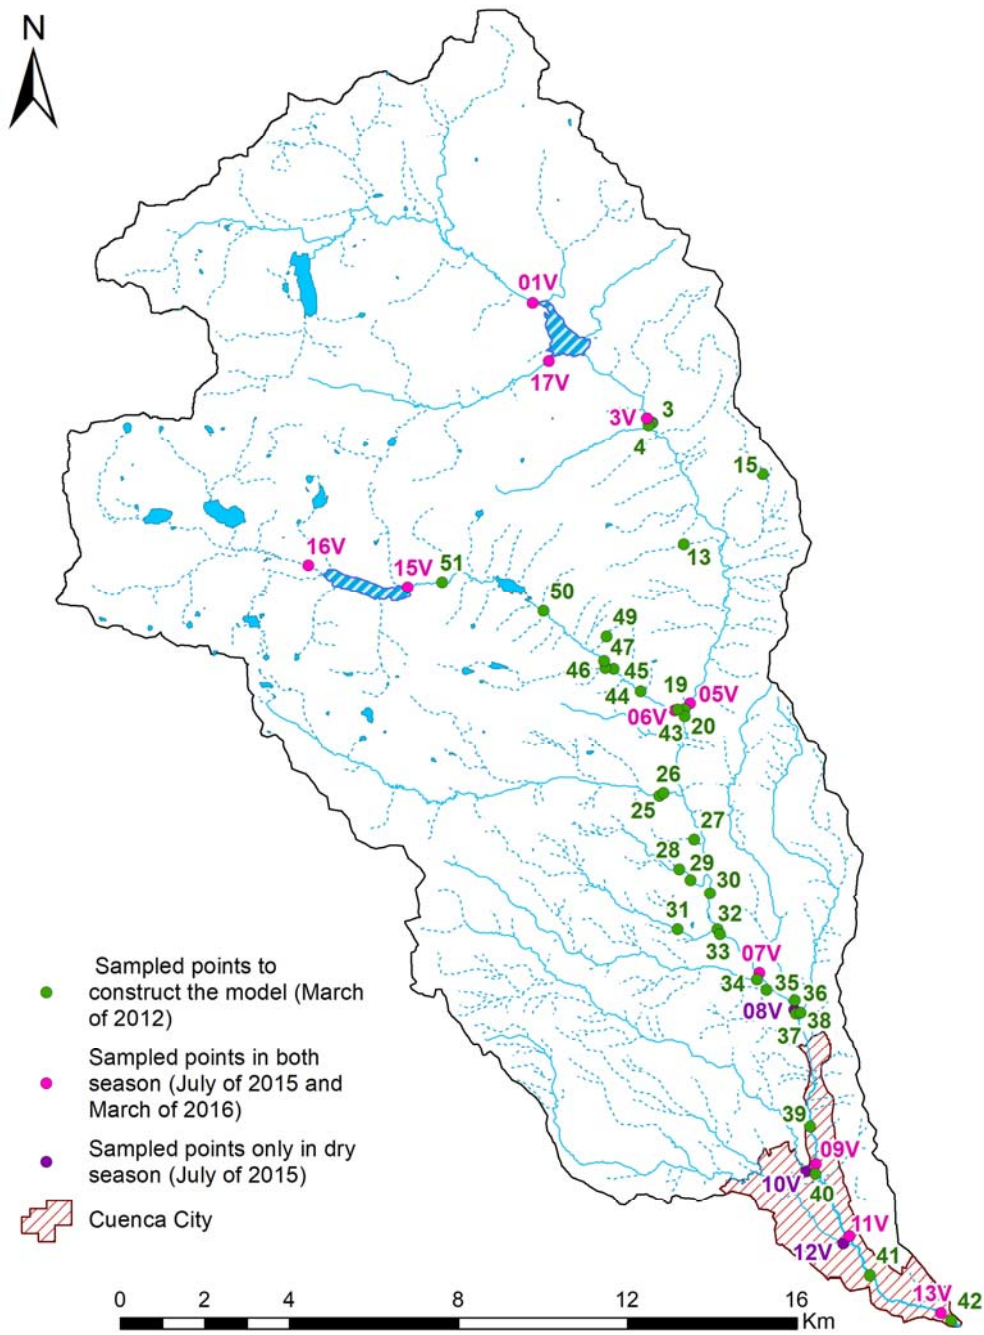 N
01V
17V
3V
3
4
15
13
16V
15V
51
50
49
47
46
45
44
19
05V
06V
43
20
26
25
27
28
29
30
31
32
33
07V
34
35
36
08V
37
38
39
09V
10V
40
11V
12V
41
13V
42
Sampled points to
construct the model (March
of 2012)
Sampled points in both
season (July of 2015 and
March of 2016)
Sampled points only in dry
season (July of 2015)
Cuenca City
0 2 4 8 12 16
Km